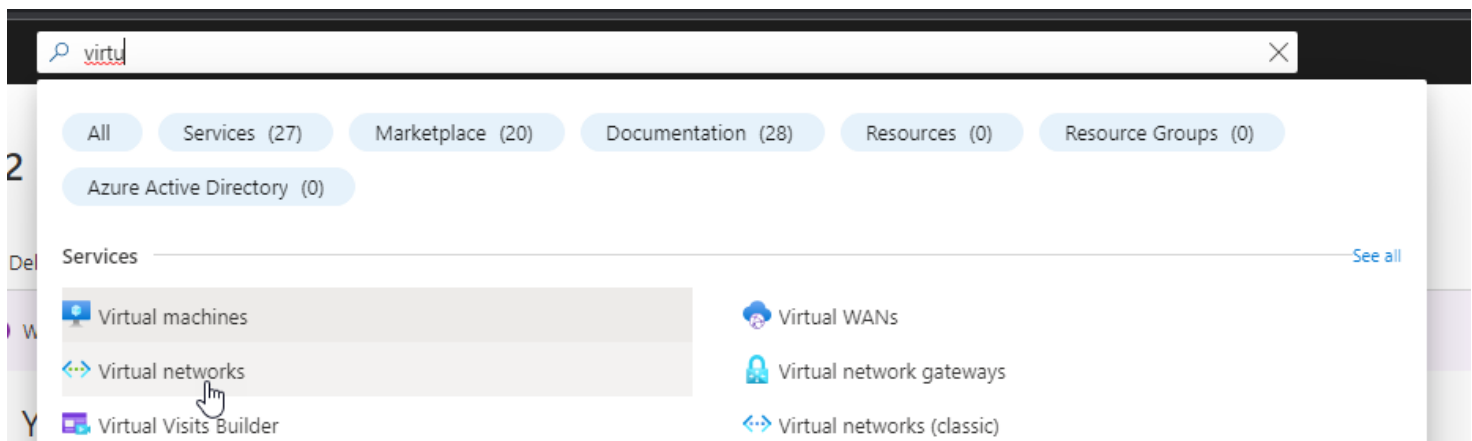 virtu
All Services (27) Marketplace (20) Documentation (28) Resources (0) Resource Groups (0)
2
Azure Active Directory (0)
Del
Services
See all
Virtual machines
Virtual WANs
W
Virtual networks
Virtual network gateways
Y
Virtual Visits Builder
Virtual networks (classic)